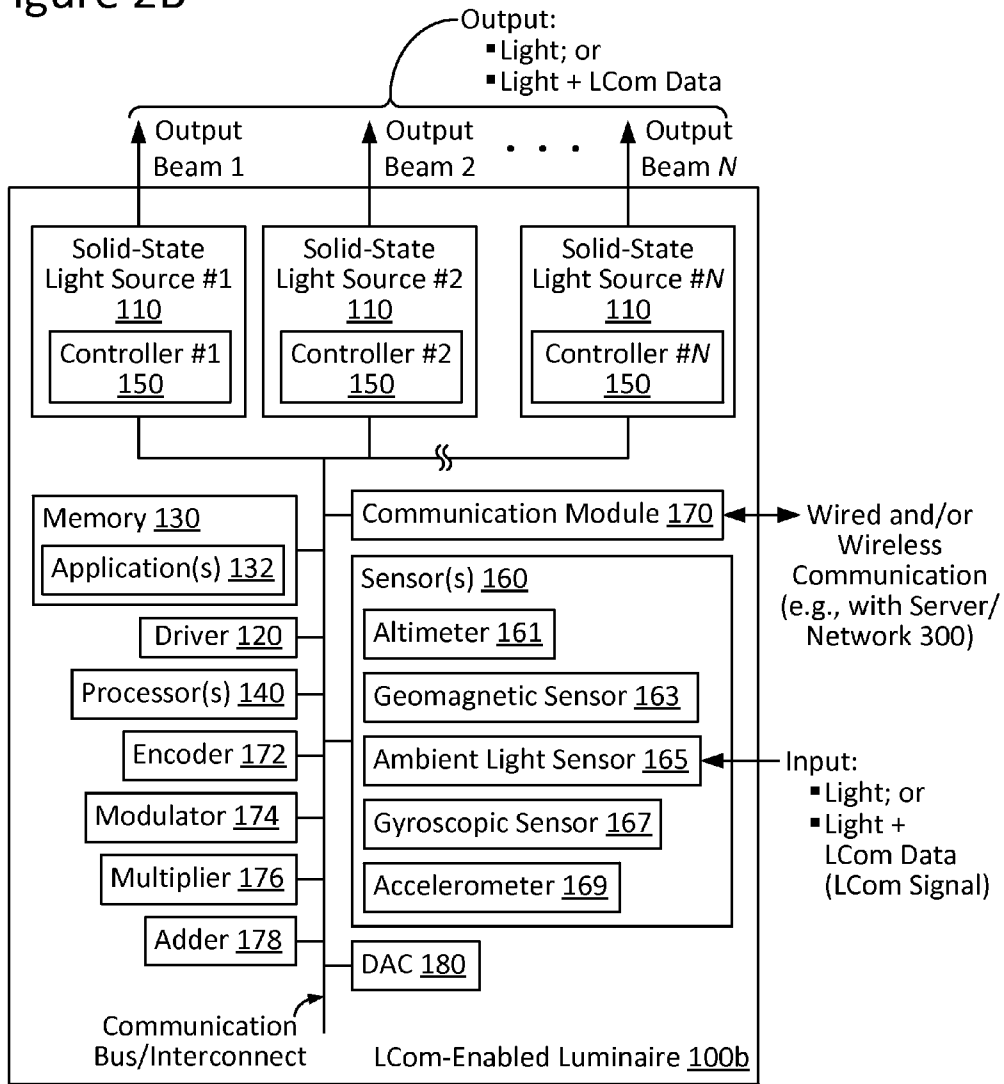 igure 2B
Output:
▪Light; or
▪Light + LCom Data
Output
Beam 1
Output
Beam 2
. . .
Output
Beam N
Solid-State
Light Source #1
110
Controller #1
150
Solid-State
Light Source #2
110
Controller #2
150
Solid-State
Light Source #N
110
Controller #N
150
Memory 130
Application(s) 132
Driver 120
Processor(s) 140
Encoder 172
Modulator 174
Multiplier 176
Adder 178
Communication
Bus/Interconnect
Communication Module 170
Sensor(s) 160
Altimeter 161
Geomagnetic Sensor 163
Ambient Light Sensor 165
Gyroscopic Sensor 167
Accelerometer 169
DAC 180
LCom-Enabled Luminaire 100b
Wired and/or
Wireless
Communication
(e.g., with Server/
Network 300)
Input:
▪Light; or
▪Light +
LCom Data
(LCom Signal)